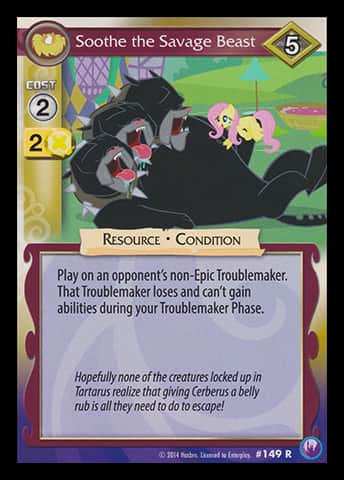 Soothe the Savage Beast
5
COST
2
2
RESOURCE • CONDITION
Play on an opponent's non-Epic Troublemaker.
That Troublemaker loses and can't gain
abilities during your Troublemaker Phase.
Hopefully none of the creatures locked up in
Tartarus realize that giving Cerberus a belly
rub is all they need to do to escape!
© 2014 Hasbro. Licensed to Enterplay. #149 R